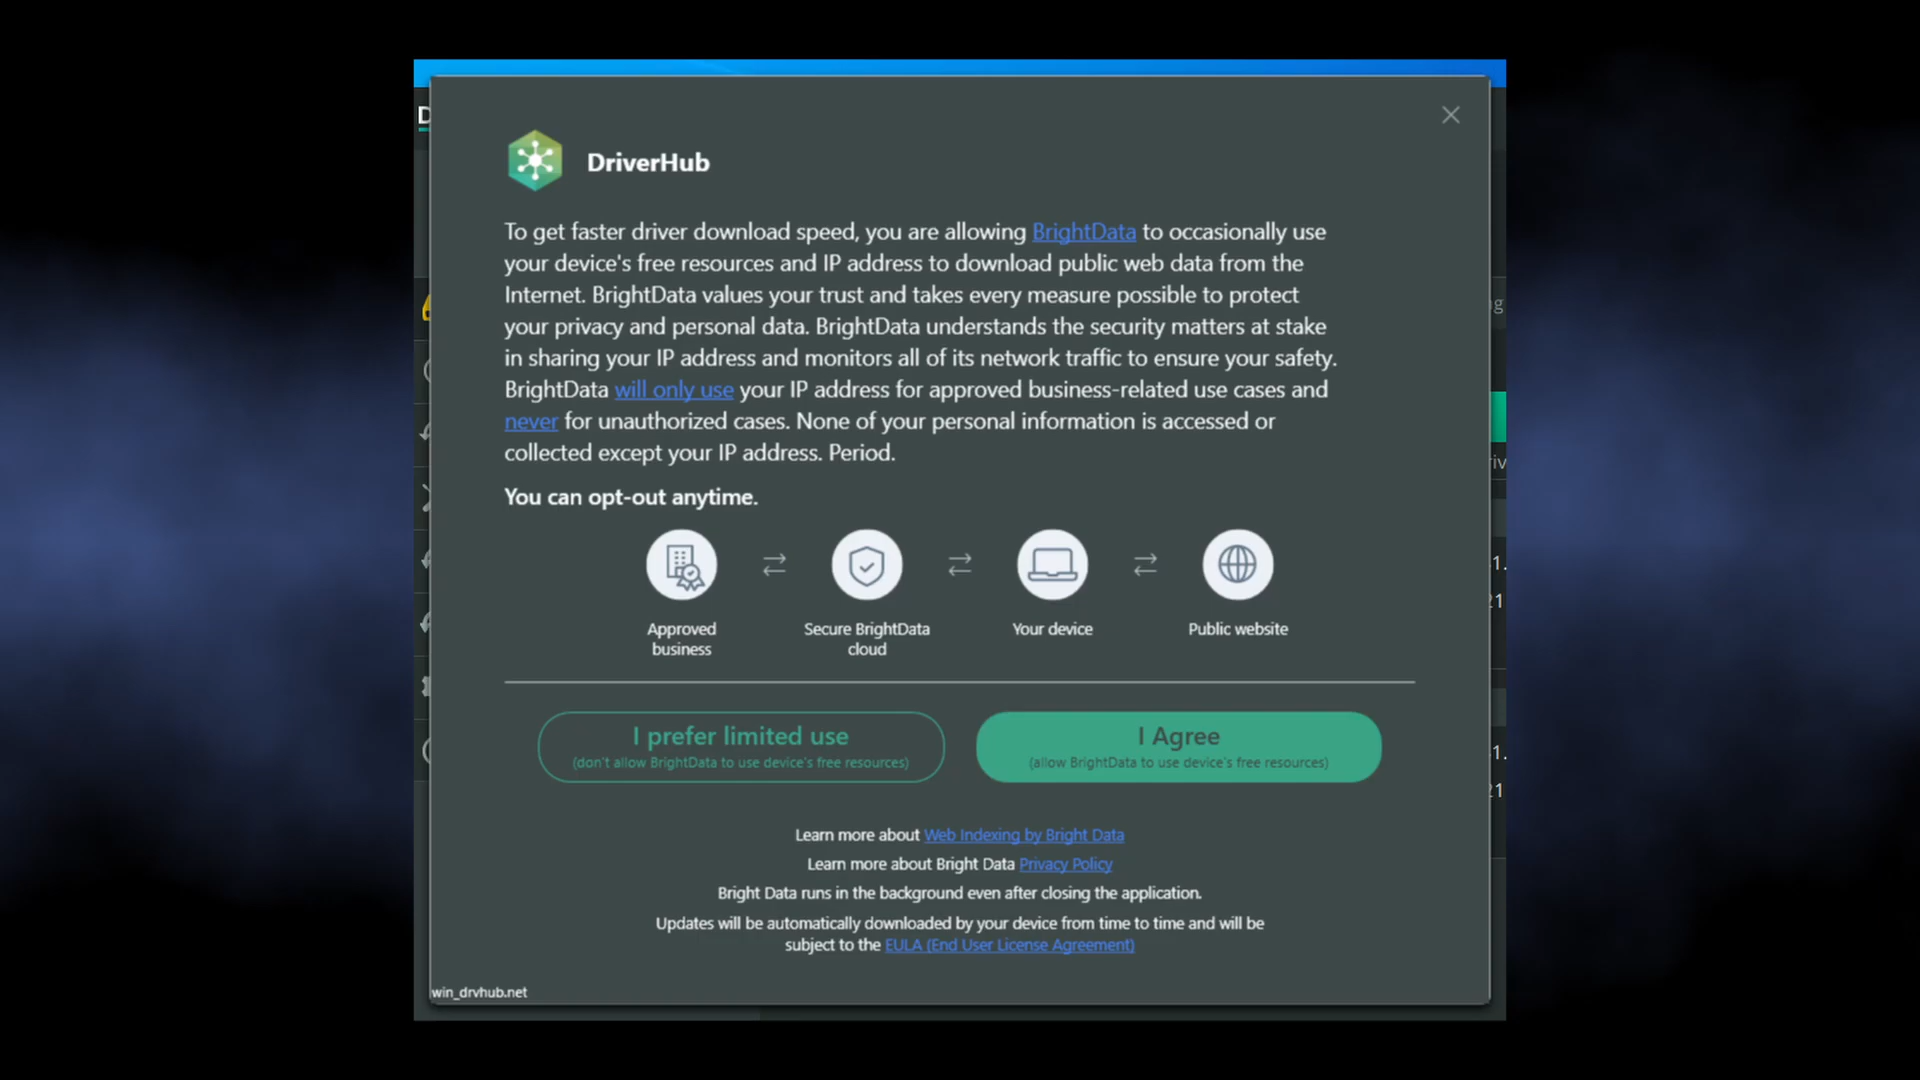 DriverHub
To get faster driver download speed, you are allowing BrightData to occasionally use
your device's free resources and IP address to download public web data from the
Internet. BrightData values your trust and takes every measure possible to protect
your privacy and personal data. BrightData understands the security matters at stake
in sharing your IP address and monitors all of its network traffic to ensure your safety.
BrightData will only use your IP address for approved business-related use cases and
never for unauthorized cases. None of your personal information is accessed or
collected except your IP address. Period.
You can opt-out anytime.
Approved
business
Secure BrightData
cloud
Your device
Public website
I prefer limited use
(don't allow BrightData to use device's free resources)
I Agree
(allow BrightData to use device's free resources)
Learn more about Web Indexing by Bright Data
Learn more about Bright Data Privacy Policy
Bright Data runs in the background even after closing the application.
Updates will be automatically downloaded by your device from time to time and will be
subject to the EULA (End User License Agreement)
win_drvhub.net